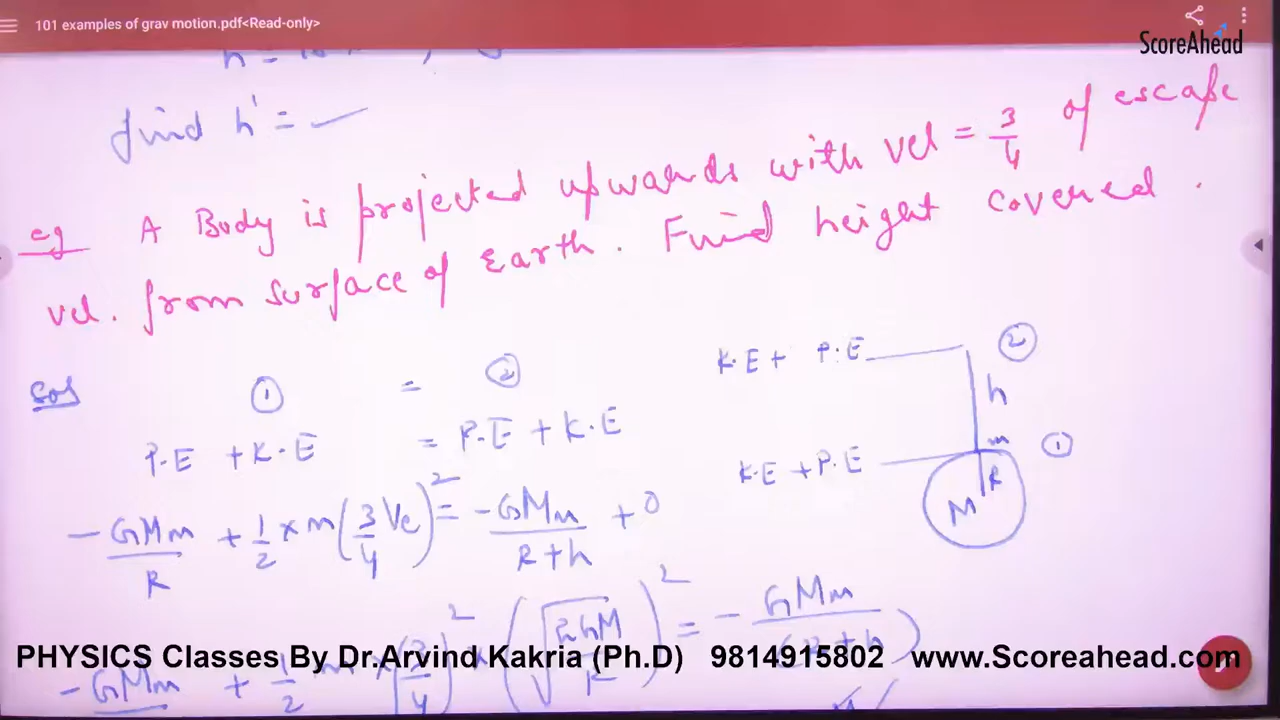 101 examples of grav motion.pdf<Read-only>
ScoreAhead
find h' =
eg A Body is projected upwards with vel = 3/4 of escape
vel. from surface of Earth. Find height covered.
Sol ① = ②
P.E + K.E = P.E + K.E
-GMm/R + 1/2 × m(3/4 Ve)² = -GMm/R+h + 0
K.E + P.E ②
h
K.E + P.E m ①
R
M
PHYSICS Classes By Dr.Arvind Kakria (Ph.D) 9814915802 www.Scoreahead.com